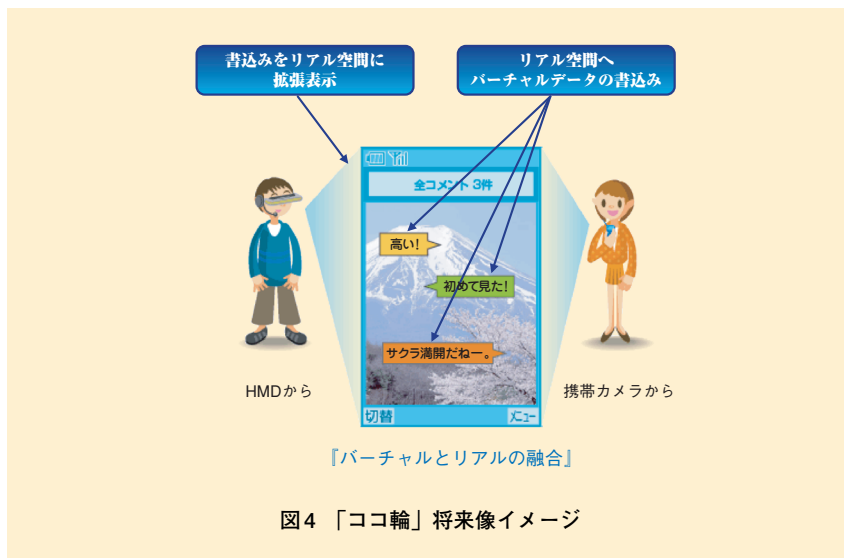 書込みをリアル空間に
拡張表示
リアル空間へ
バーチャルデータの書込み
全コメント 3件
高い!
初めて見た!
サクラ満開だねー。
切替
メニュー
HMDから
携帯カメラから
『バーチャルとリアルの融合』
図4 「ココ輪」将来像イメージ